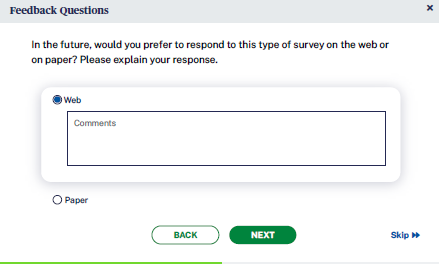 Feedback Questions
In the future, would you prefer to respond to this type of survey on the web or
on paper? Please explain your response.
Web
Comments
Paper
BACK
NEXT
Skip